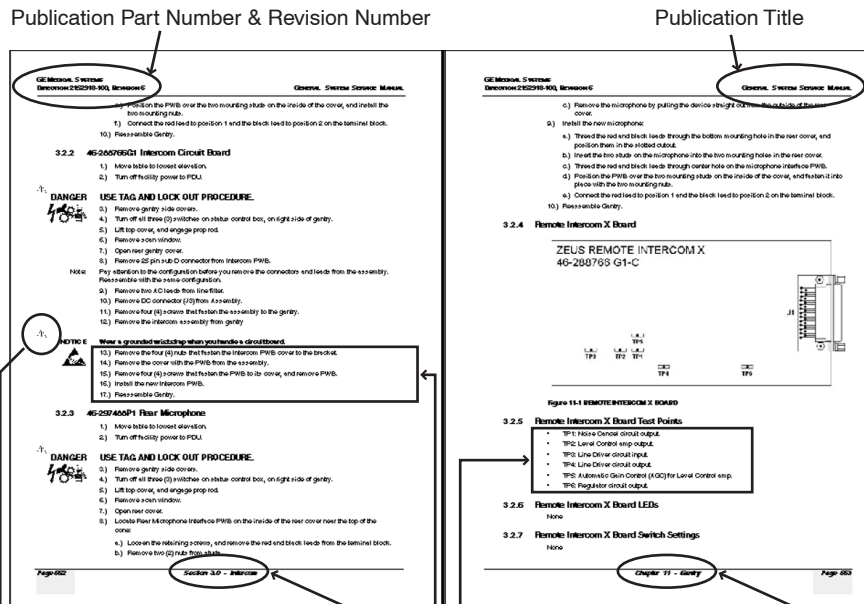 Publication Part Number & Revision Number
Publication Title
GE MEDICAL SYSTEMS
DIRECTION 2152918-100, REVISION 6
GENERAL SYSTEM SERVICE MANUAL
e.) Position the PWB over the two mounting studs on the inside of the cover, and install the
two mounting nuts.
f.) Connect the red lead to position 1 and the black lead to position 2 on the terminal block.
10.) Reassemble Gantry.
3.2.2 46-288766G1 Intercom Circuit Board
1.) Move table to lowest elevation.
2.) Turn off facility power to PDU.
DANGER USE TAG AND LOCK OUT PROCEDURE.
3.) Remove gantry side covers.
4.) Turn off all three (3) switches on status control box, on right side of gantry.
5.) Lift top cover, and engage prop rod.
6.) Remove scan window.
7.) Open rear gantry cover.
8.) Remove 25 pin sub D connector from Intercom PWB.
Note: Pay attention to the configuration before you remove the connectors and leads from the assembly.
Reassemble with the same configuration.
9.) Remove two AC leads from line filter.
10.) Remove DC connector (J3) from Assembly.
11.) Remove four (4) screws that fasten the assembly to the gantry.
12.) Remove the intercom assembly from gantry
NOTICE Wear a grounded wrist strap when you handle a circuit board.
13.) Remove the four (4) nuts that fasten the Intercom PWB cover to the bracket.
14.) Remove the cover with the PWB from the assembly.
15.) Remove four (4) screws that fasten the PWB to its cover, and remove PWB.
16.) Install the new Intercom PWB.
17.) Reassemble Gantry.
3.2.3 46-297488P1 Rear Microphone
1.) Move table to lowest elevation.
2.) Turn off facility power to PDU.
DANGER USE TAG AND LOCK OUT PROCEDURE.
3.) Remove gantry side covers.
4.) Turn off all three (3) switches on status control box, on right side of gantry.
5.) Lift top cover, and engage prop rod.
6.) Remove scan window.
7.) Open rear cover.
8.) Locate Rear Microphone Interface PWB on the inside of the rear cover near the top of the
cone:
a.) Loosen the retaining screws, and remove the red and black leads from the terminal block.
b.) Remove two (2) nuts from studs.
Page 552
Section 3.0 - Intercom
GE MEDICAL SYSTEMS
DIRECTION 2152918-100, REVISION 6
GENERAL SYSTEM SERVICE MANUAL
c.) Remove the microphone by pulling the device straight out from the outside of the rear
cover.
9.) Install the new microphone:
a.) Thread the red and black leads through the bottom mounting hole in the rear cover, and
position them in the slotted cutout.
b.) Insert the two studs on the microphone into the two mounting holes in the rear cover.
c.) Thread the red and black leads through center hole on the microphone interface PWB.
d.) Position the PWB over the two mounting studs on the inside of the cover, and fasten it into
place with the two mounting nuts.
e.) Connect the red lead to position 1 and the black lead to position 2 on the terminal block.
10.) Reassemble Gantry.
3.2.4 Remote Intercom X Board
ZEUS REMOTE INTERCOM X
46-288766 G1-C
J1
TP5
TP3 TP2 TP1
TP4 TP6
Figure 11-1 REMOTE INTERCOM X BOARD
3.2.5 Remote Intercom X Board Test Points
• TP1: Noise Cancel circuit output.
• TP2: Level Control amp output.
• TP3: Line Driver circuit input.
• TP4: Line Driver circuit output.
• TP5: Automatic Gain Control (AGC) for Level Control amp.
• TP6: Regulator circuit output.
3.2.6 Remote Intercom X Board LEDs
None
3.2.7 Remote Intercom X Board Switch Settings
None
Chapter 11 - Gantry
Page 553